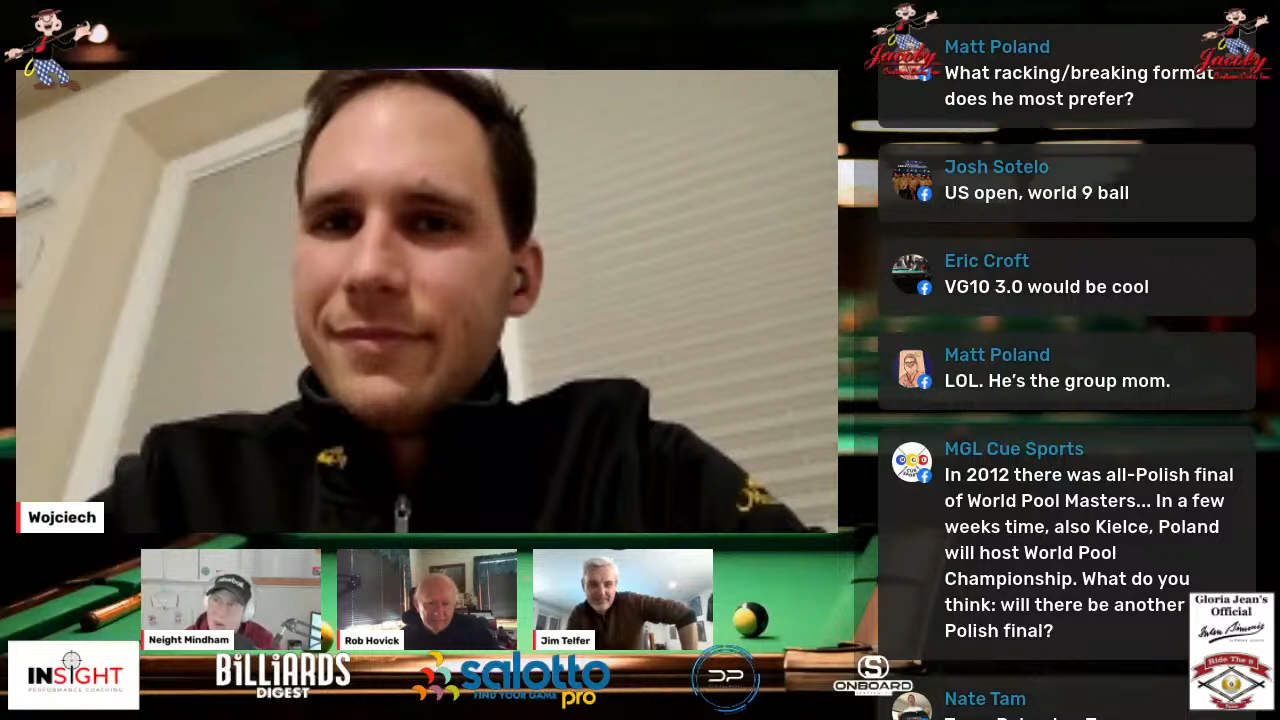 Jacoby
Jacoby
Matt Poland
What racking/breaking format
does he most prefer?
Josh Sotelo
US open, world 9 ball
Eric Croft
VG10 3.0 would be cool
Matt Poland
LOL. He's the group mom.
MGL Cue Sports
In 2012 there was all-Polish final
of World Pool Masters... In a few
weeks time, also Kielce, Poland
will host World Pool
Championship. What do you
think: will there be another
Polish final?
Nate Tam
Wojciech
Neight Mindham
Rob Hovick
Jim Telfer
INSIGHT
PERFORMANCE COACHING
BILLIARDS
DIGEST
salotto
FIND YOUR GAME
pro
DP
S
ONBOARD
Gloria Jean's
Official
Ride The 9